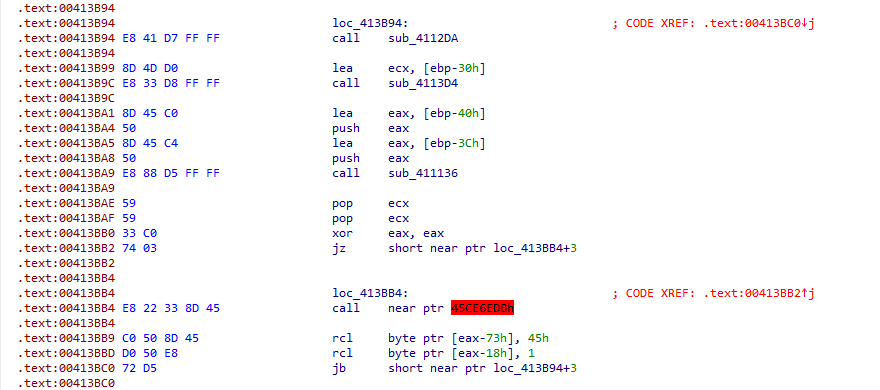 .text:00413B94
.text:00413B94 loc_413B94: ; CODE XREF: .text:00413BC0↓j
.text:00413B94 E8 41 D7 FF FF call sub_4112DA
.text:00413B94
.text:00413B99 8D 4D D0 lea ecx, [ebp-30h]
.text:00413B9C E8 33 D8 FF FF call sub_4113D4
.text:00413B9C
.text:00413BA1 8D 45 C0 lea eax, [ebp-40h]
.text:00413BA4 50 push eax
.text:00413BA5 8D 45 C4 lea eax, [ebp-3Ch]
.text:00413BA8 50 push eax
.text:00413BA9 E8 88 D5 FF FF call sub_411136
.text:00413BA9
.text:00413BAE 59 pop ecx
.text:00413BAF 59 pop ecx
.text:00413BB0 33 C0 xor eax, eax
.text:00413BB2 74 03 jz short near ptr loc_413BB4+3
.text:00413BB2
.text:00413BB4
.text:00413BB4 loc_413BB4: ; CODE XREF: .text:00413BB2↑j
.text:00413BB4 E8 22 33 8D 45 call near ptr 45CE6EDBh
.text:00413BB4
.text:00413BB9 C0 50 8D 45 rcl byte ptr [eax-73h], 45h
.text:00413BBD D0 50 E8 rcl byte ptr [eax-18h], 1
.text:00413BC0 72 D5 jb short near ptr loc_413B94+3
.text:00413BC0